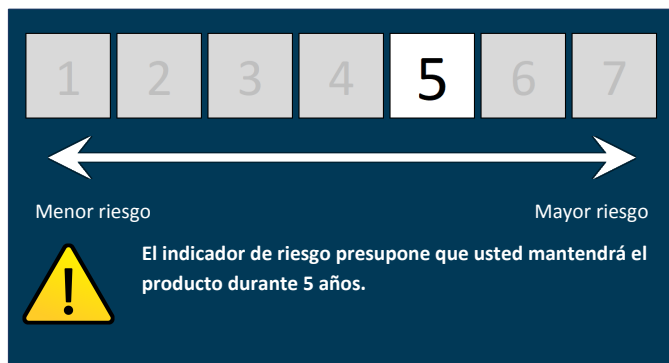 1 2 3 4 5 6 7
Menor riesgo Mayor riesgo
El indicador de riesgo presupone que usted mantendrá el
producto durante 5 años.